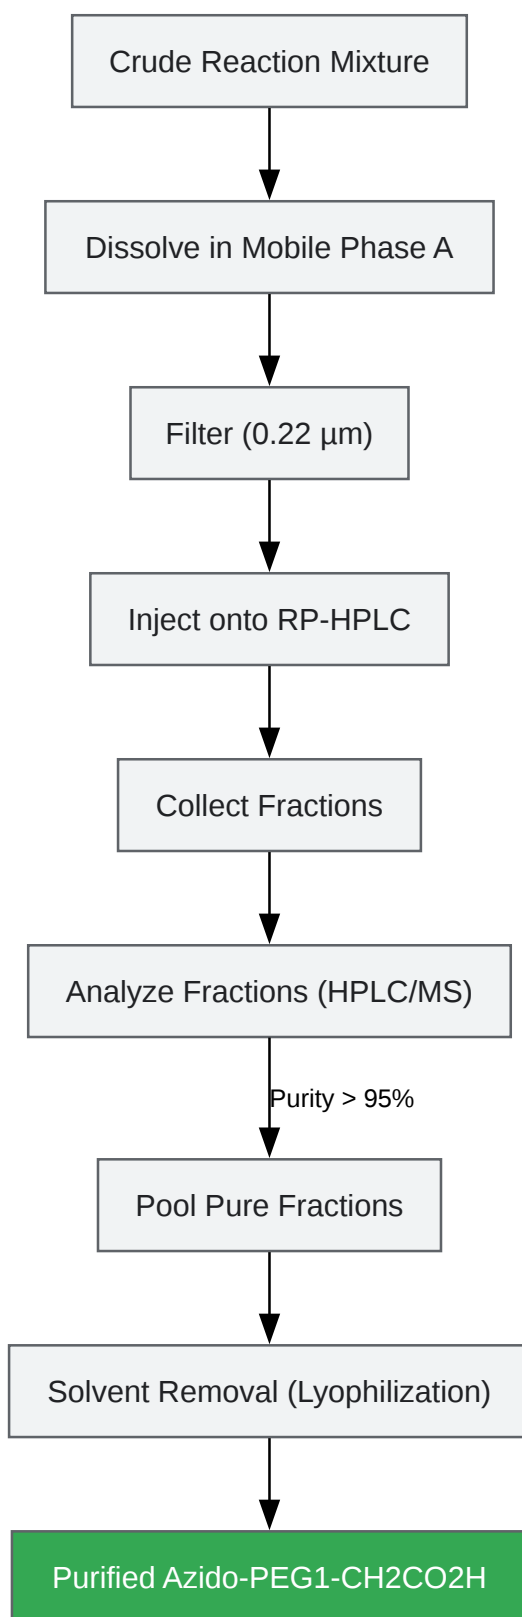 Crude Reaction Mixture
Dissolve in Mobile Phase A
Filter (0.22 µm)
Inject onto RP-HPLC
Collect Fractions
Analyze Fractions (HPLC/MS)
Purity > 95%
Pool Pure Fractions
Solvent Removal (Lyophilization)
Purified Azido-PEG1-CH2CO2H